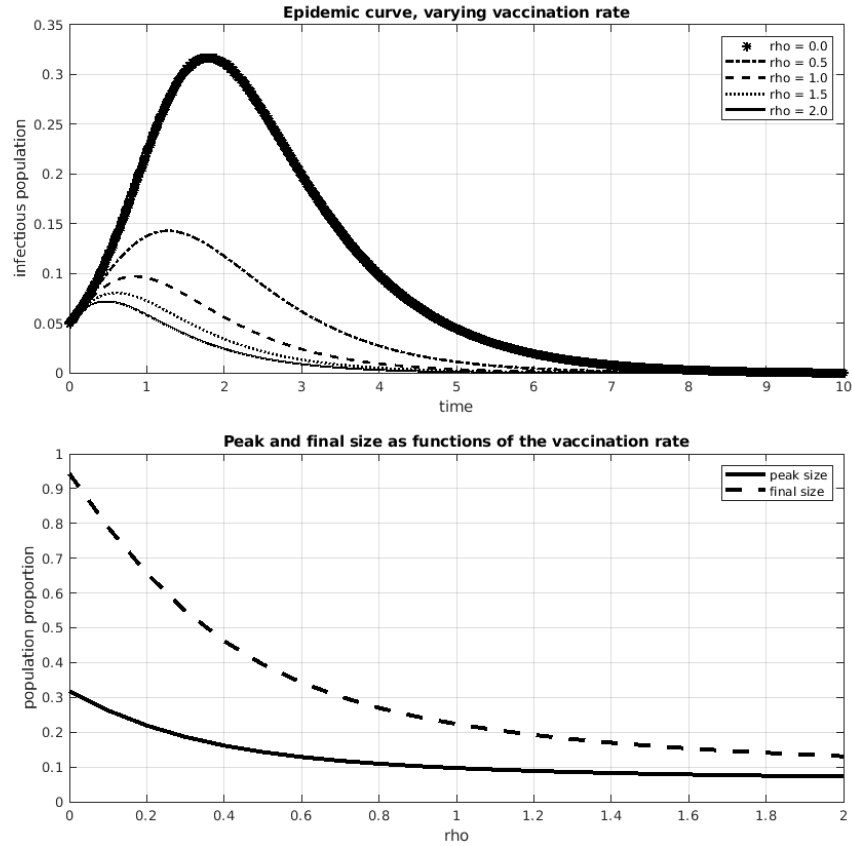 Epidemic curve, varying vaccination rate
0.35
0.3
0.25
0.2
0.15
0.1
0.05
0
infectious population
rho = 0.0
rho = 0.5
rho = 1.0
rho = 1.5
rho = 2.0
0 1 2 3 4 5 6 7 8 9 10
time
Peak and final size as functions of the vaccination rate
1
0.9
0.8
0.7
0.6
0.5
0.4
0.3
0.2
0.1
0
population proportion
peak size
final size
0 0.2 0.4 0.6 0.8 1 1.2 1.4 1.6 1.8 2
rho